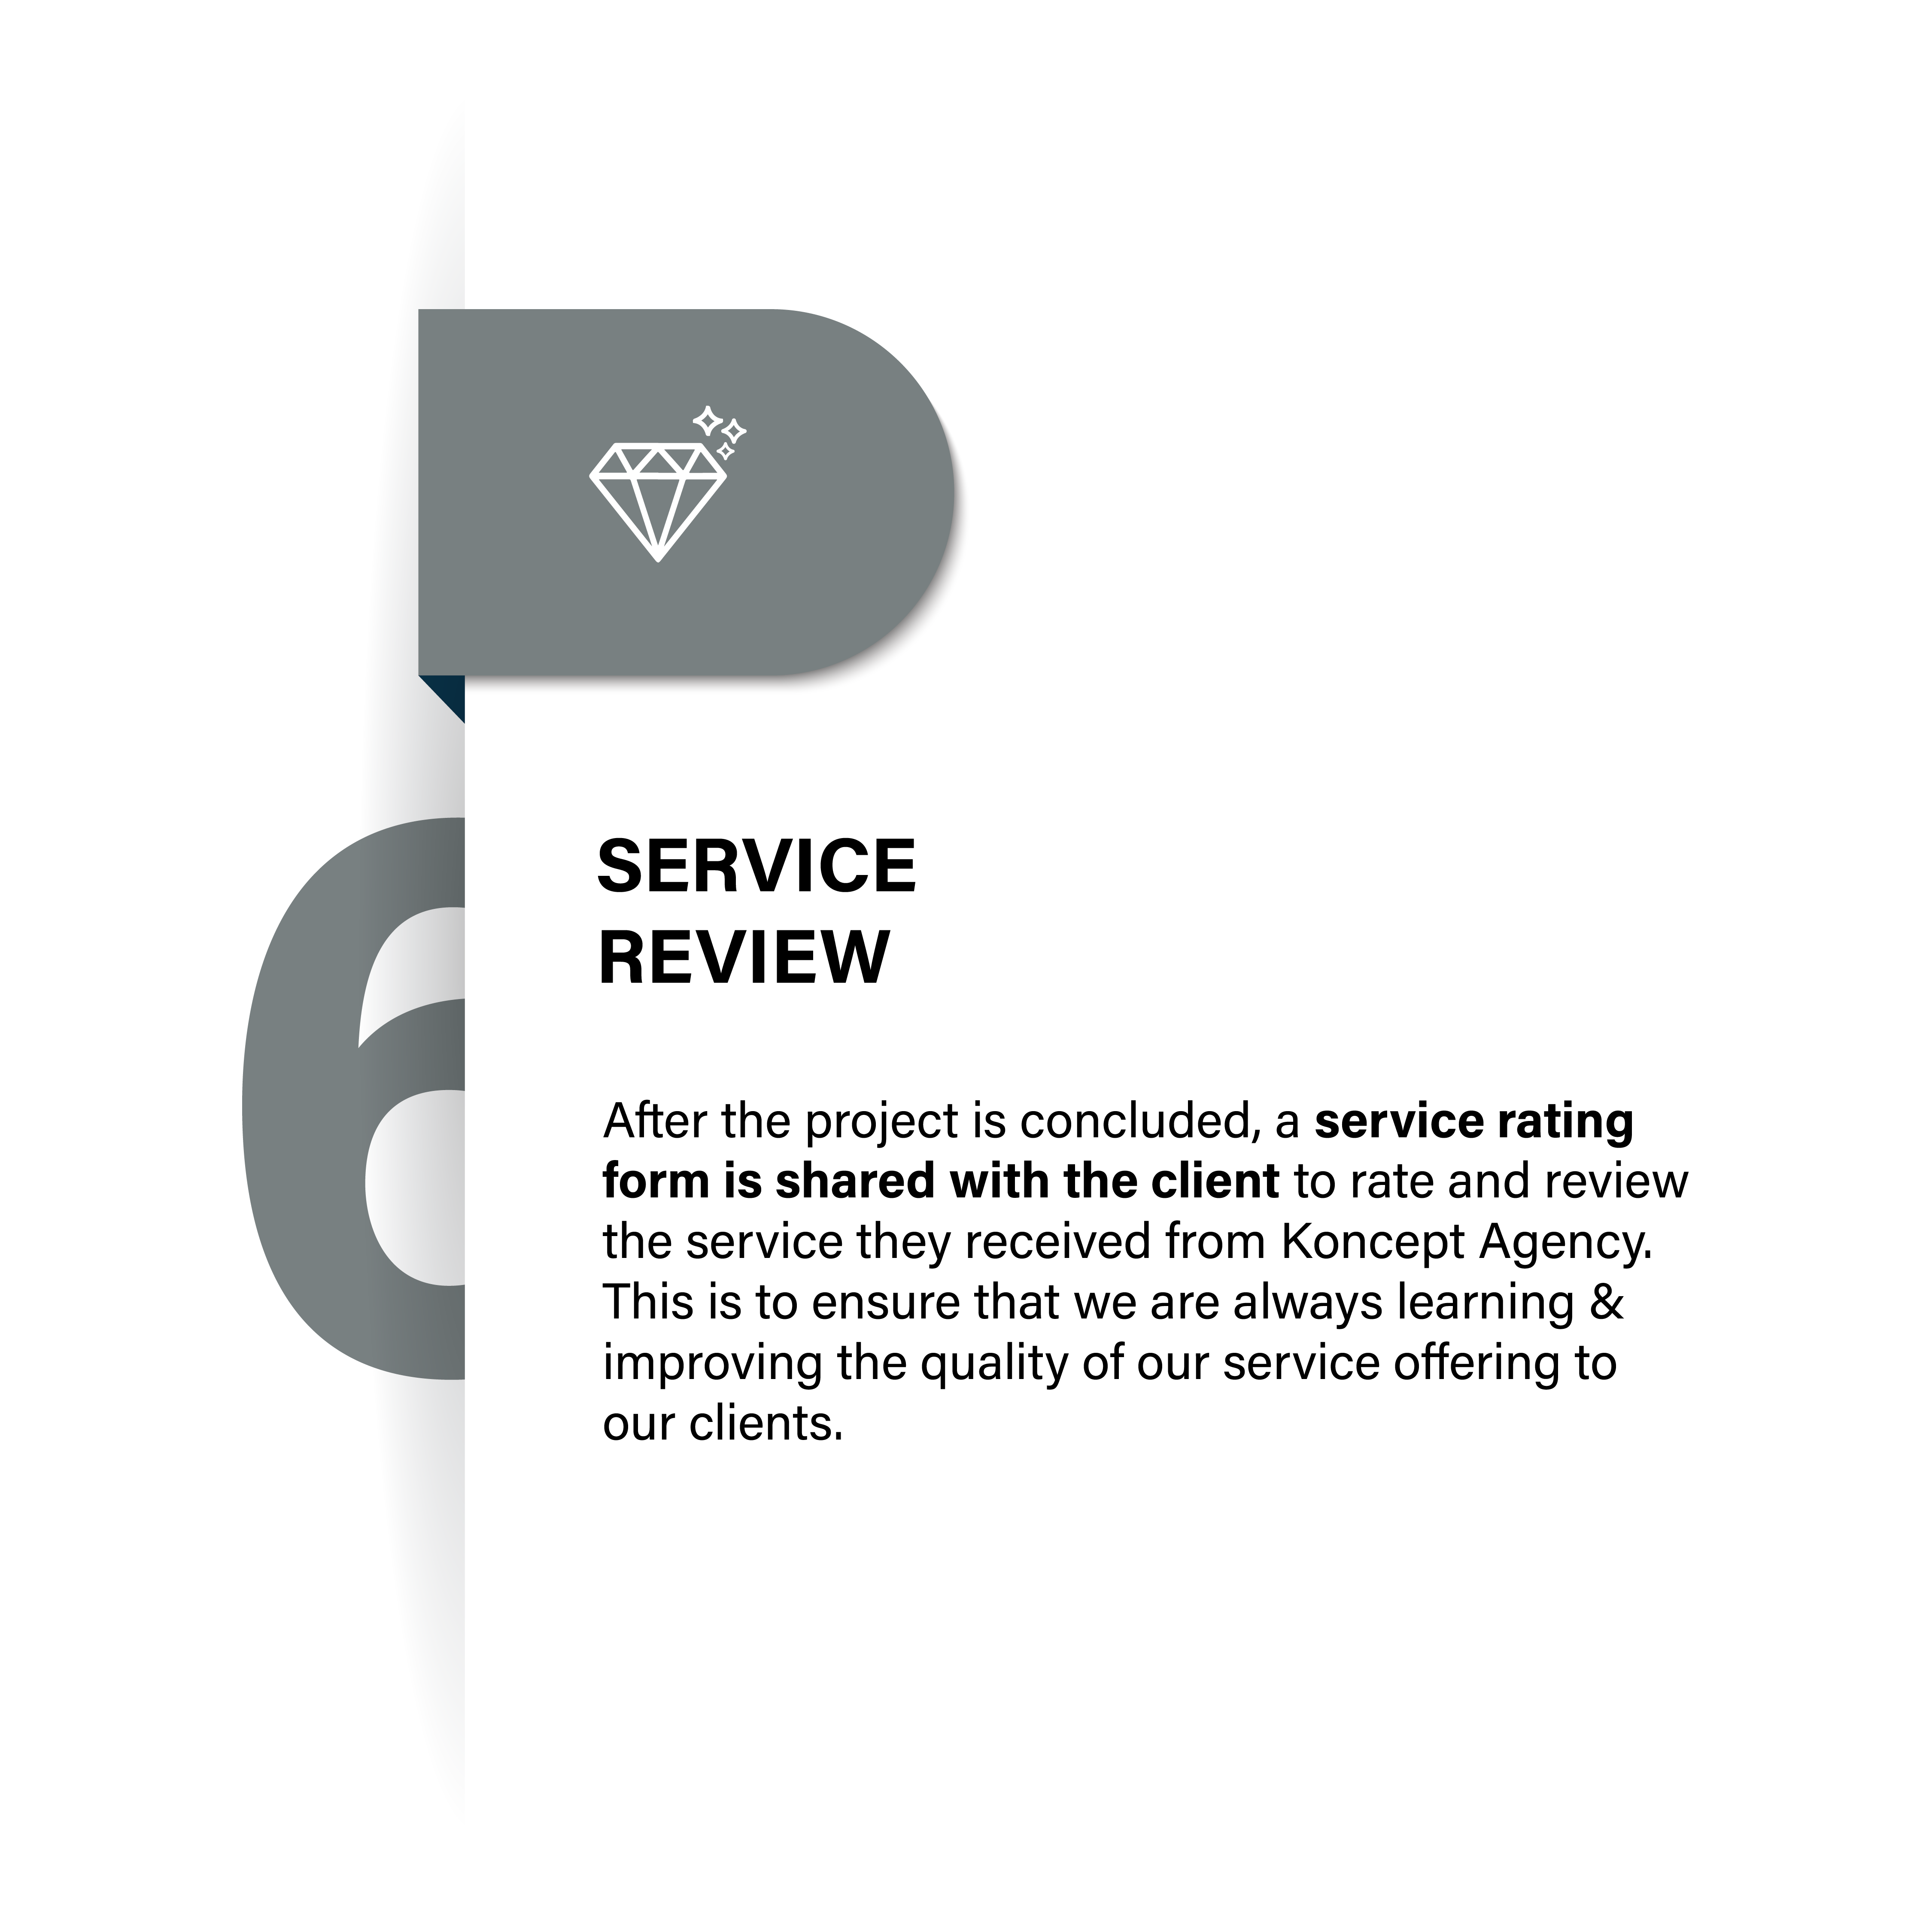 6
SERVICE
REVIEW
After the project is concluded, a service rating
form is shared with the client to rate and review
the service they received from Koncept Agency.
This is to ensure that we are always learning &
improving the quality of our service offering to
our clients.